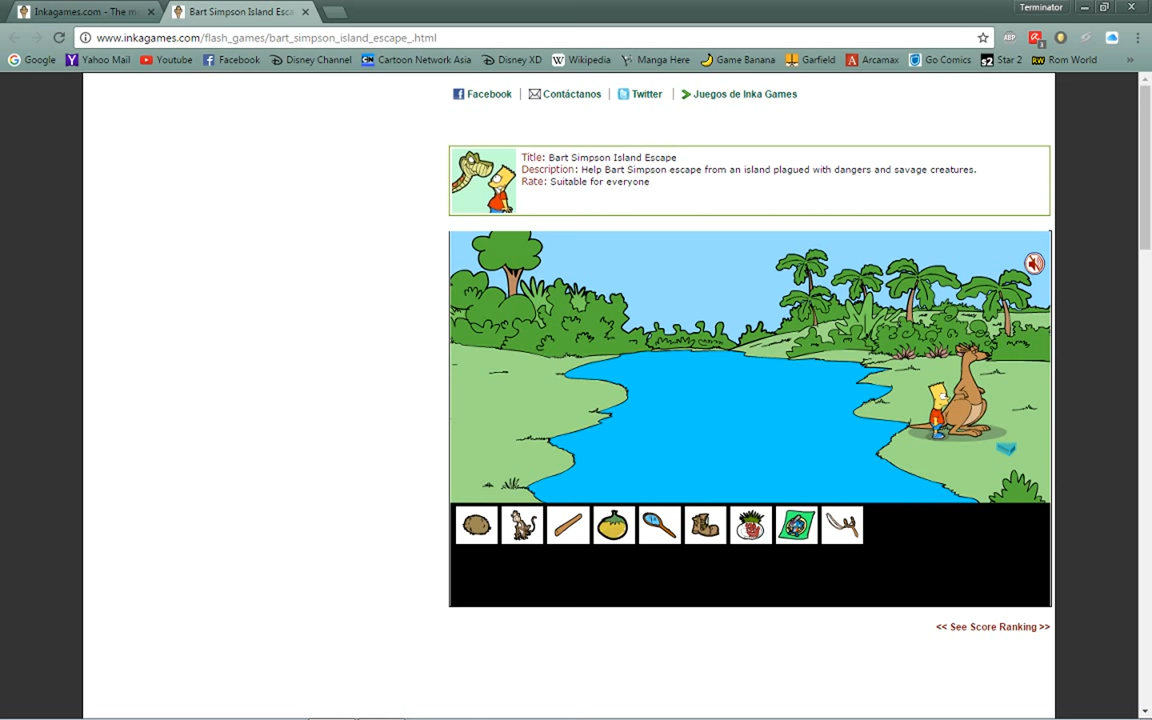 Inkagames.com - The m
Bart Simpson Island Esca
Terminator
www.inkagames.com/flash_games/bart_simpson_island_escape_.html
ABP
1
Google
Yahoo Mail
Youtube
Facebook
Disney Channel
Cartoon Network Asia
Disney XD
Wikipedia
Manga Here
Game Banana
Garfield
Arcamax
Go Comics
Star 2
Rom World
Facebook | Contáctanos | Twitter | Juegos de Inka Games
Title: Bart Simpson Island Escape
Description: Help Bart Simpson escape from an island plagued with dangers and savage creatures.
Rate: Suitable for everyone
<< See Score Ranking >>